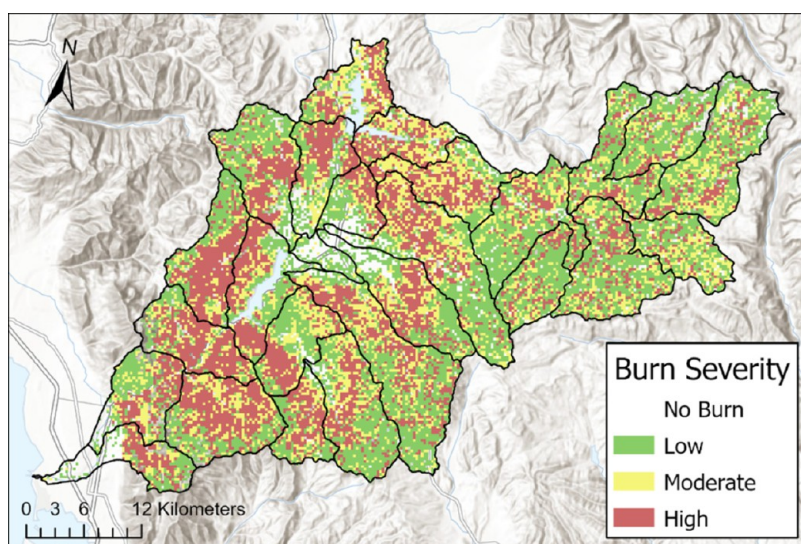 N
Burn Severity
No Burn
Low
Moderate
High
0 3 6 12 Kilometers